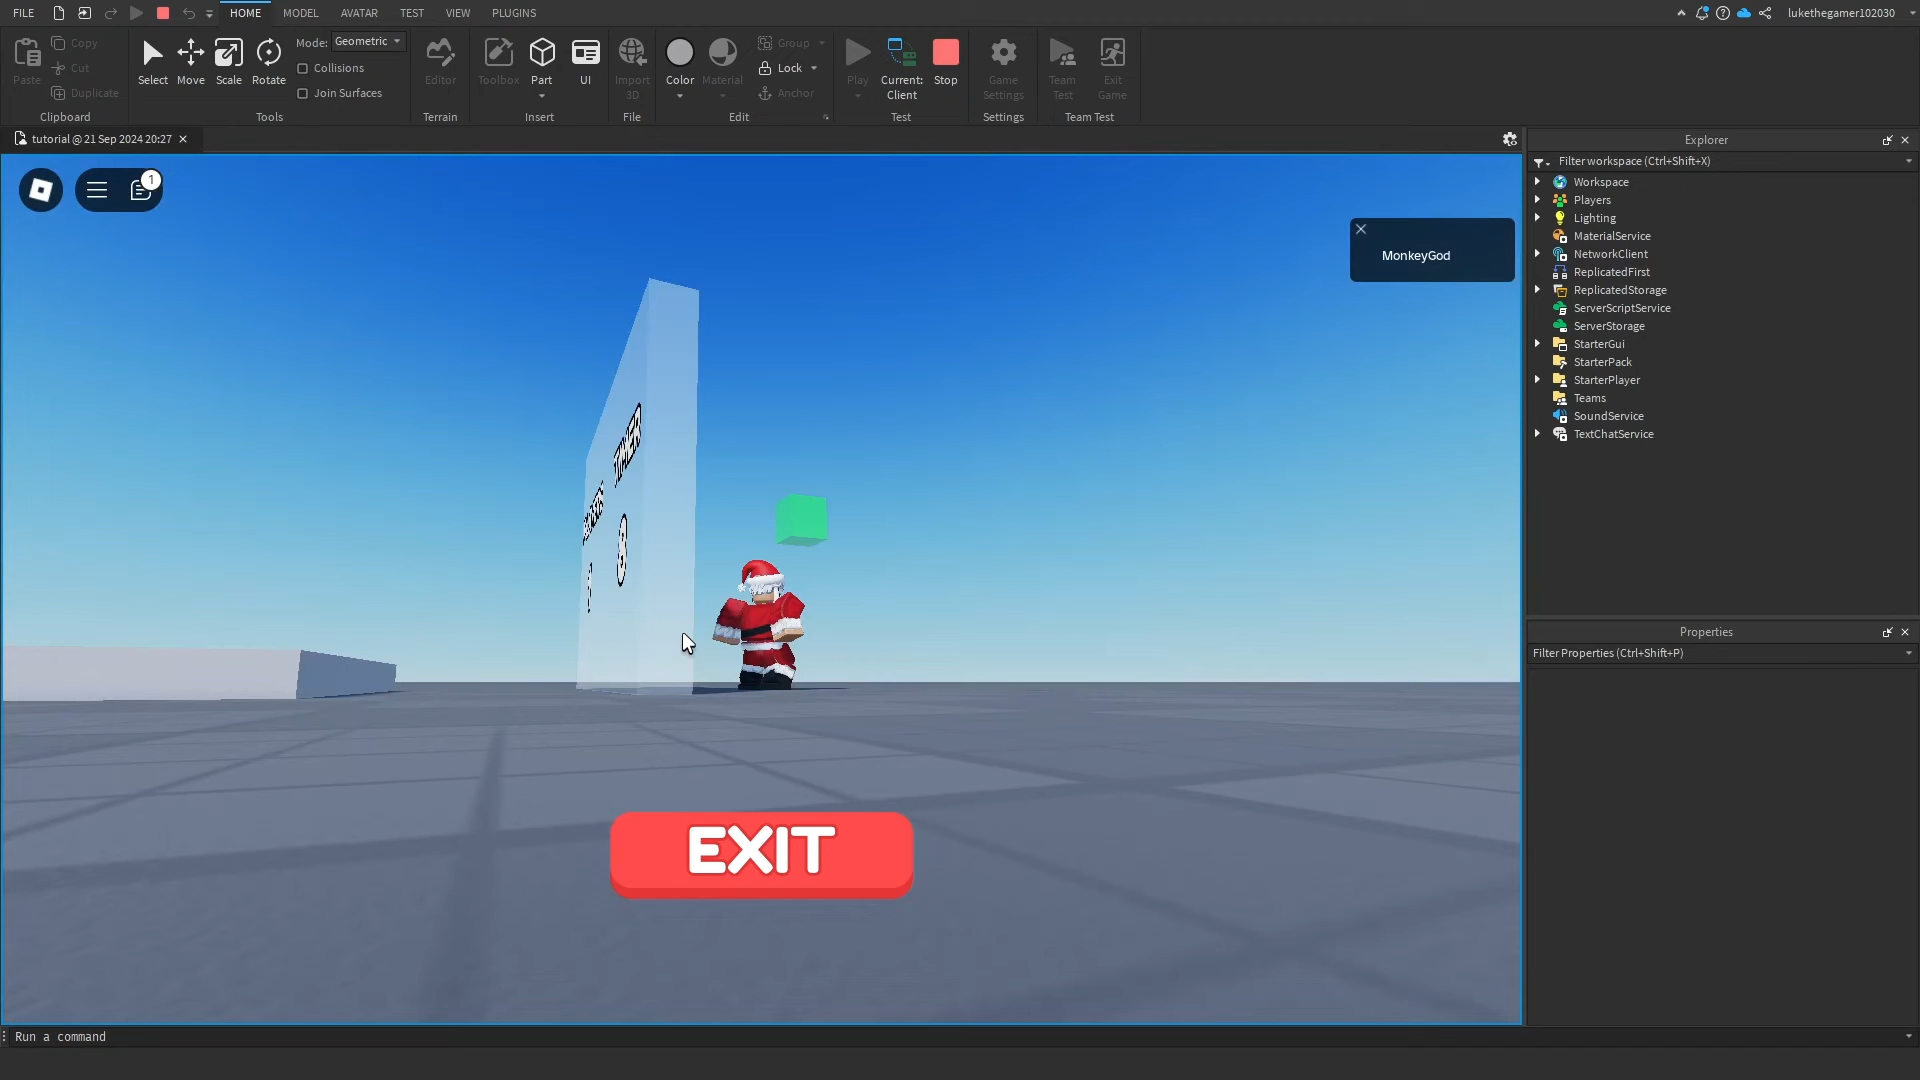 FILE HOME MODEL AVATAR TEST VIEW PLUGINS lukethegamer102030
Paste
Copy
Cut
Duplicate
Clipboard
Select Move Scale Rotate
Mode: Geometric
Collisions
Join Surfaces
Tools
Editor
Terrain
Toolbox Part UI
Insert
Import
3D
File
Color Material
Group
Lock
Anchor
Edit
Play
Current:
Client
Stop
Test
Game
Settings
Settings
Team
Test
Exit
Game
Team Test
tutorial @ 21 Sep 2024 20:27
1
MonkeyGod
TIMER
3
1
EXIT
Explorer
Filter workspace (Ctrl+Shift+X)
Workspace
Players
Lighting
MaterialService
NetworkClient
ReplicatedFirst
ReplicatedStorage
ServerScriptService
ServerStorage
StarterGui
StarterPack
StarterPlayer
Teams
SoundService
TextChatService
Properties
Filter Properties (Ctrl+Shift+P)
Run a command